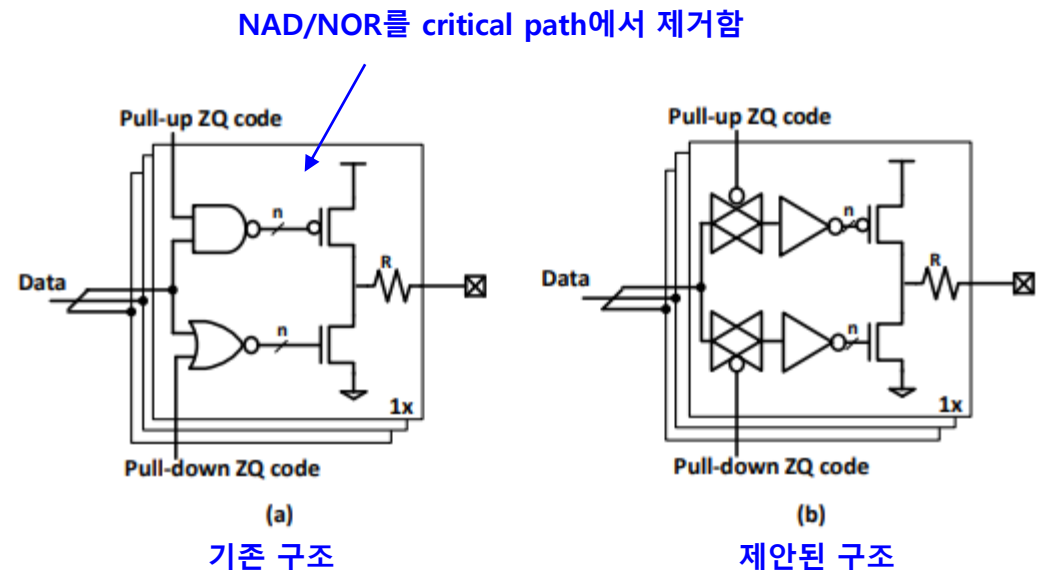 NAD/NOR를 critical path에서 제거함
Pull-up ZQ code
n
Data
R
n
1x
Pull-down ZQ code
(a)
기존 구조
Pull-up ZQ code
n
Data
R
n
1x
Pull-down ZQ code
(b)
제안된 구조